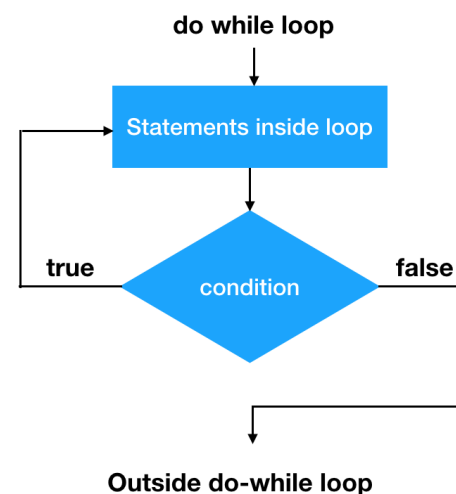 do while loop
Statements inside loop
true
false
condition
Outside do-while loop